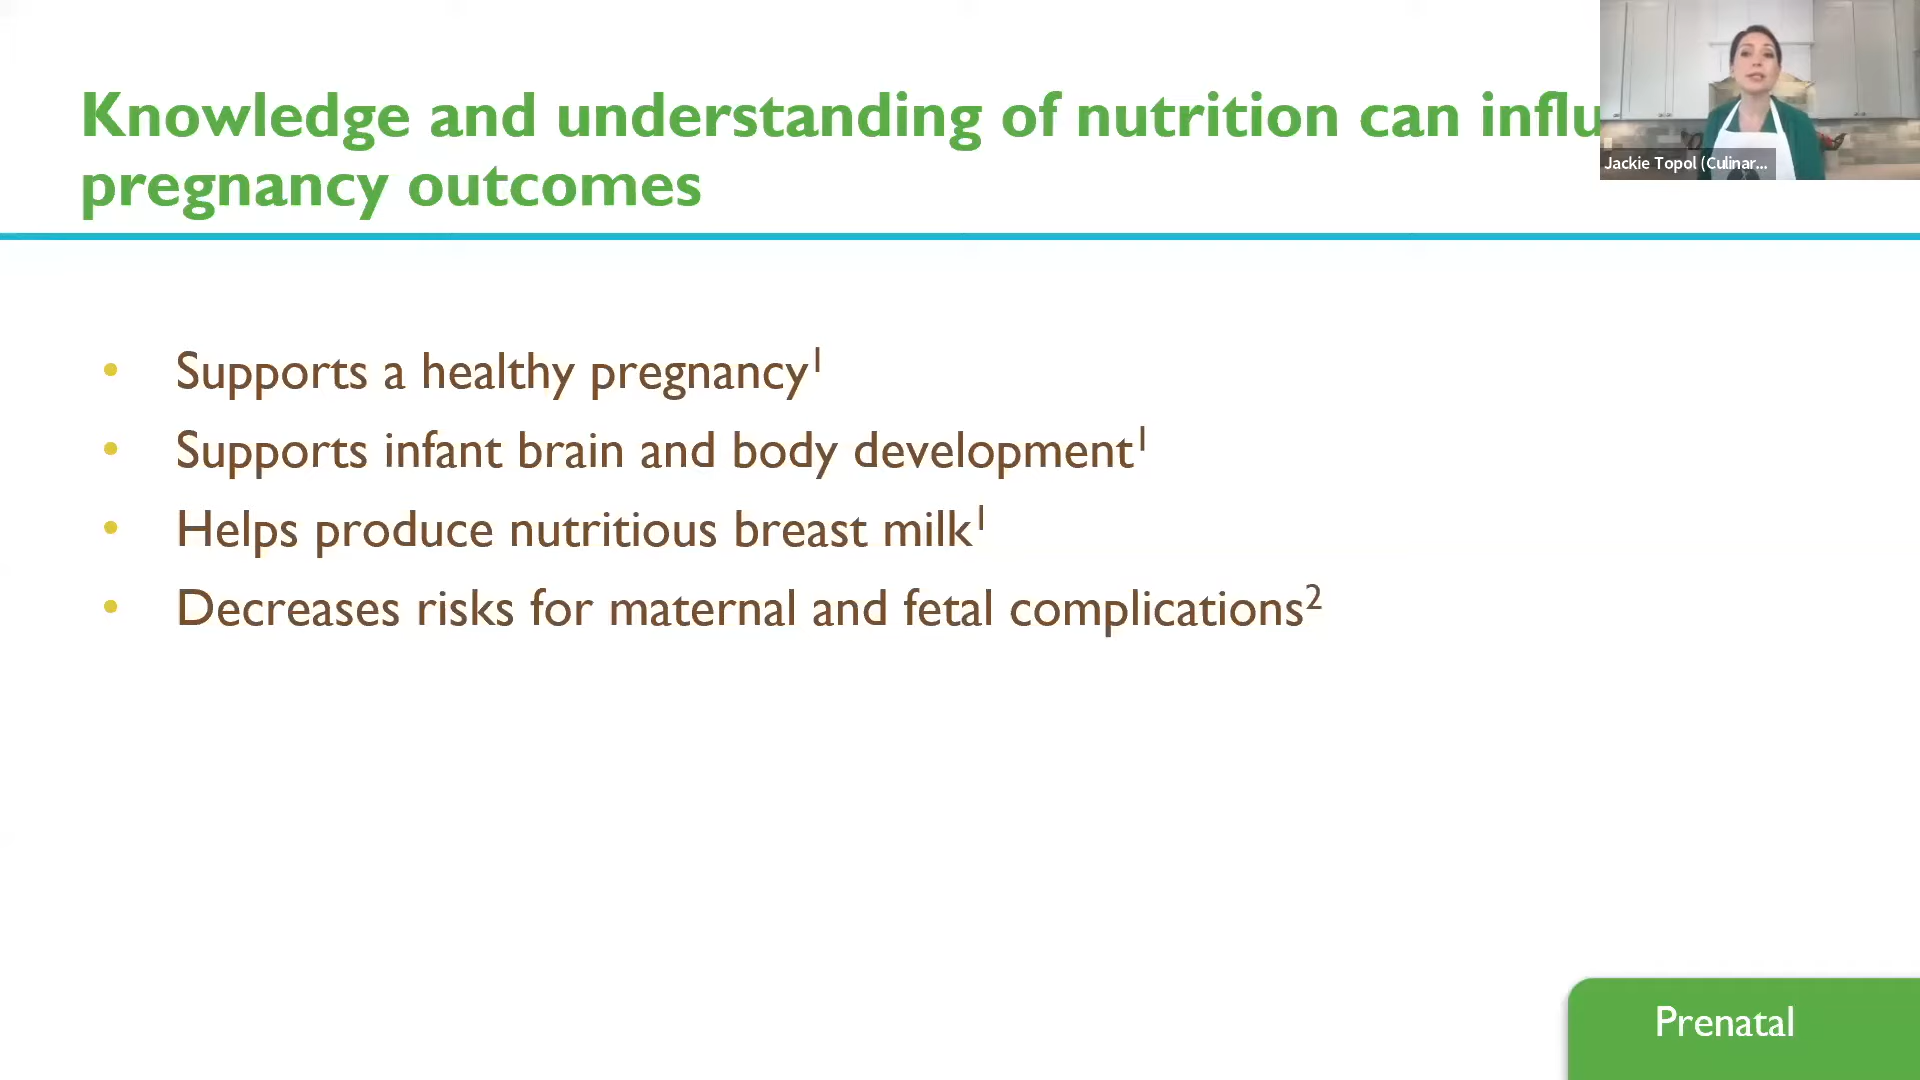 Knowledge and understanding of nutrition can influ
pregnancy outcomes
Jackie Topol (Culinar...
• Supports a healthy pregnancy¹
• Supports infant brain and body development¹
• Helps produce nutritious breast milk¹
• Decreases risks for maternal and fetal complications²
Prenatal